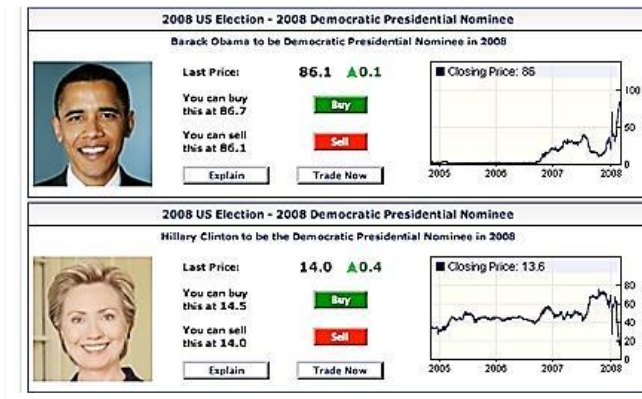 2008 US Election - 2008 Democratic Presidential Nominee
Barack Obama to be Democratic Presidential Nominee in 2008
Last Price: 86.1 ▲0.1
You can buy
this at 86.7
Buy
You can sell
this at 86.1
Sell
Explain Trade Now
Closing Price: 86
100
50
0
2005 2006 2007 2008
2008 US Election - 2008 Democratic Presidential Nominee
Hillary Clinton to be the Democratic Presidential Nominee in 2008
Last Price: 14.0 ▲0.4
You can buy
this at 14.5
Buy
You can sell
this at 14.0
Sell
Explain Trade Now
Closing Price: 13.6
80
60
40
20
0
2005 2006 2007 2008